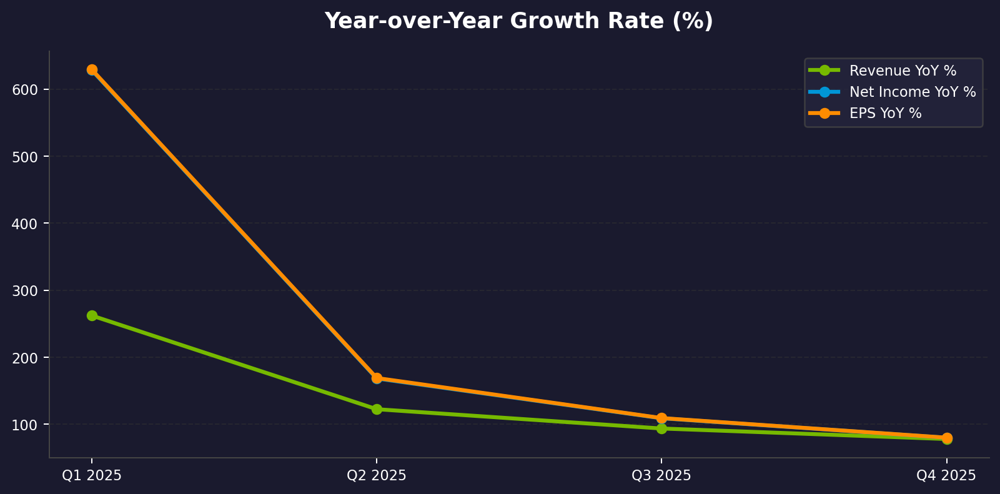 Year-over-Year Growth Rate (%)
Revenue YoY %
Net Income YoY %
EPS YoY %
600
500
400
300
200
100
Q1 2025
Q2 2025
Q3 2025
Q4 2025